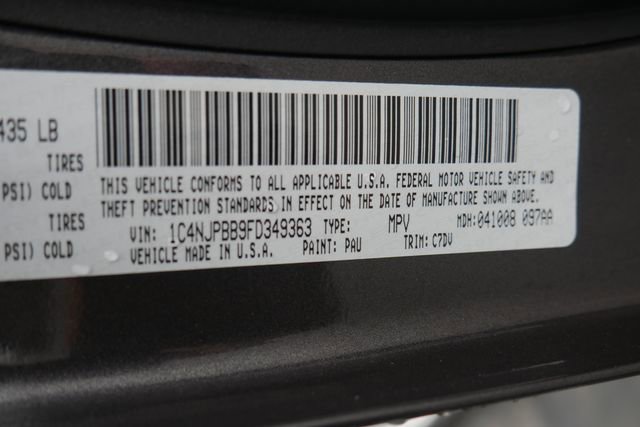 435 LB
TIRES
PSI) COLD
TIRES
PSI) COLD
THIS VEHICLE CONFORMS TO ALL APPLICABLE U.S.A. FEDERAL MOTOR VEHICLE SAFETY AND
THEFT PREVENTION STANDARDS IN EFFECT ON THE DATE OF MANUFACTURE SHOWN ABOVE.
VIN: 1C4NJPBB9FD349363 TYPE: MPV MDH:041008 097AA
VEHICLE MADE IN U.S.A. PAINT: PAU TRIM: C7DV